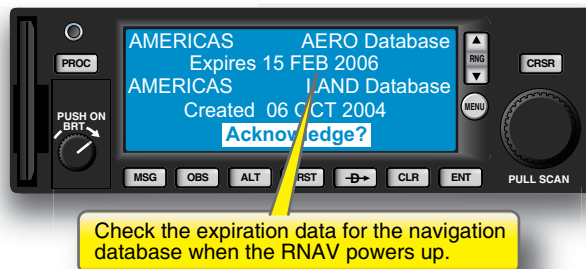 AMERICAS AERO Database
Expires 15 FEB 2006
AMERICAS LAND Database
Created 06 OCT 2004
Acknowledge?
PROC
PUSH ON
BRT
RNG
MENU
CRSR
MSG OBS ALT NRST D CLR ENT
PULL SCAN
Check the expiration data for the navigation
database when the RNAV powers up.